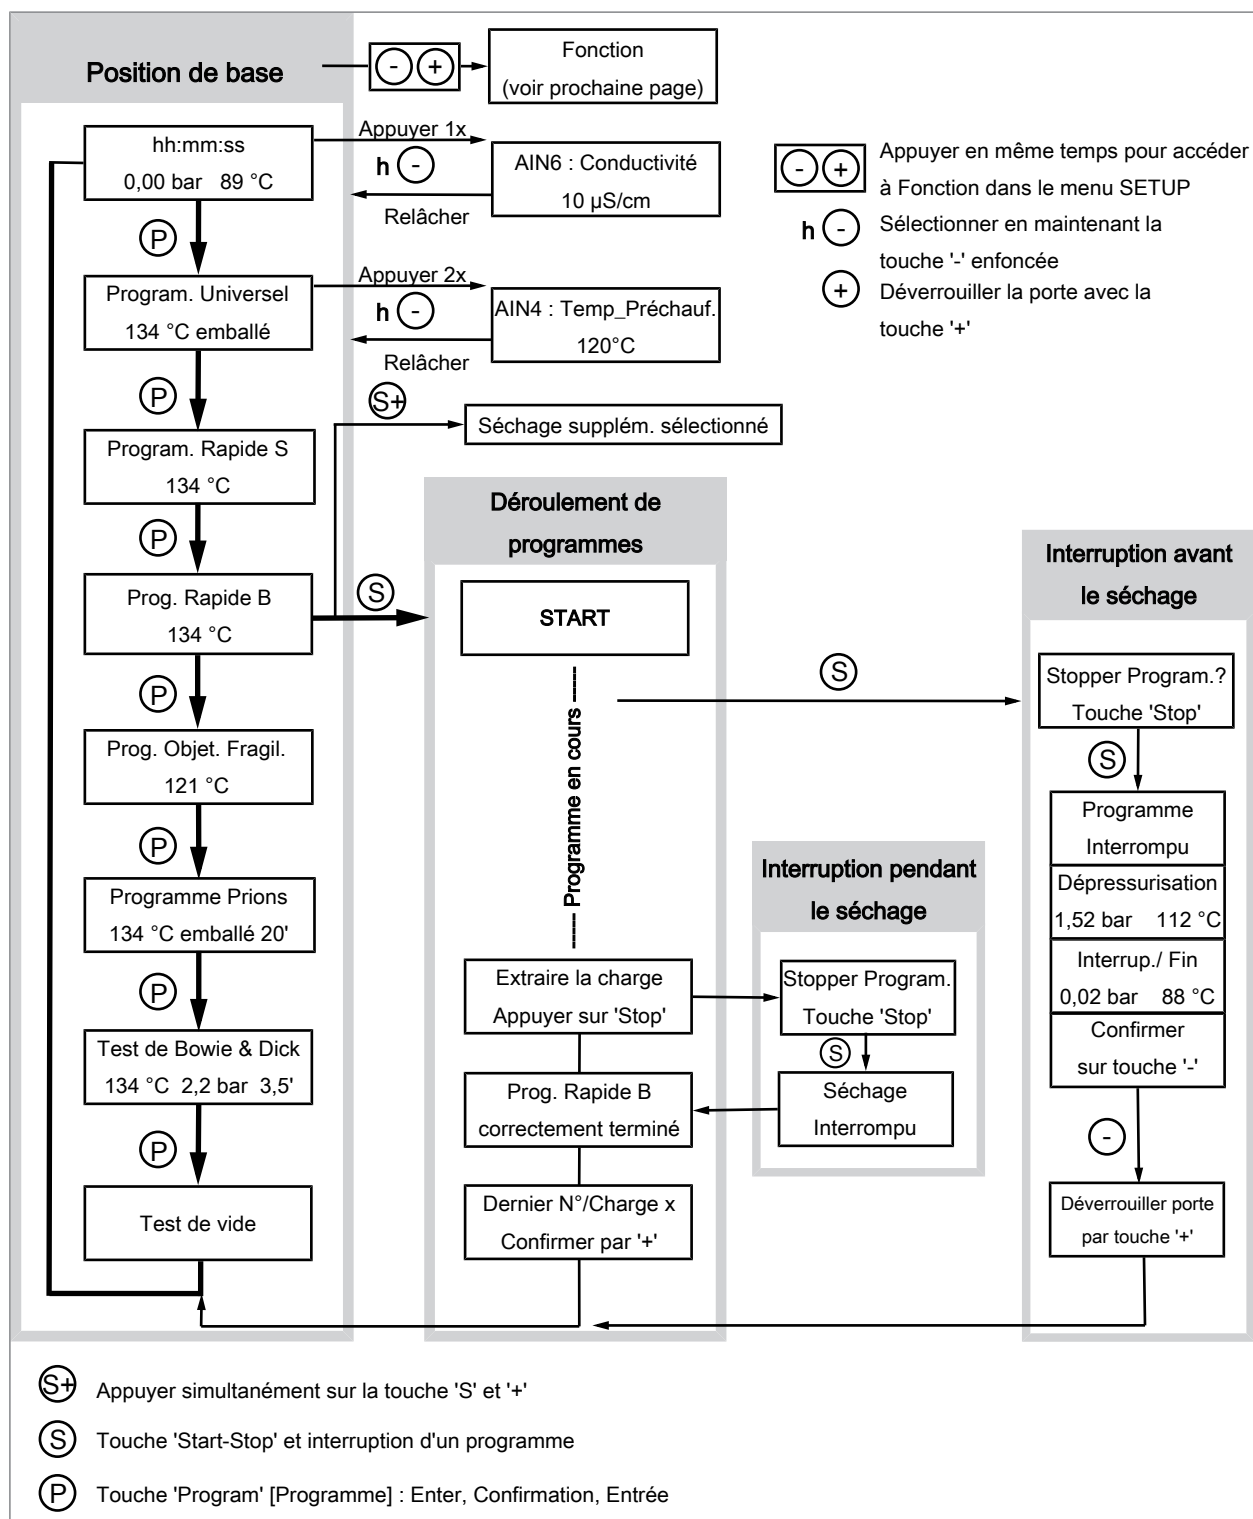 Position de base
- +
Fonction
(voir prochaine page)
hh:mm:ss
0,00 bar 89 °C
Appuyer 1x
h -
Relâcher
AIN6 : Conductivité
10 µS/cm
P
Program. Universel
134 °C emballé
Appuyer 2x
h -
Relâcher
AIN4 : Temp_Préchauf.
120°C
- +
Appuyer en même temps pour accéder
à Fonction dans le menu SETUP
h -
Sélectionner en maintenant la
touche '-' enfoncée
+
Déverrouiller la porte avec la
touche '+'
P
Program. Rapide S
134 °C
S+
Séchage supplém. sélectionné
P
Prog. Rapide B
134 °C
S
P
Prog. Objet. Fragil.
121 °C
P
Programme Prions
134 °C emballé 20'
P
Test de Bowie & Dick
134 °C 2,2 bar 3,5'
P
Test de vide
Déroulement de
programmes
START
------ Programme en cours ------
S
Extraire la charge
Appuyer sur 'Stop'
Prog. Rapide B
correctement terminé
Dernier N°/Charge x
Confirmer par '+'
Interruption pendant
le séchage
Stopper Program.
Touche 'Stop'
S
Séchage
Interrompu
Interruption avant
le séchage
Stopper Program.?
Touche 'Stop'
S
Programme
Interrompu
Dépressurisation
1,52 bar 112 °C
Interrup./ Fin
0,02 bar 88 °C
Confirmer
sur touche '-'
-
Déverrouiller porte
par touche '+'
S+ Appuyer simultanément sur la touche 'S' et '+'
S Touche 'Start-Stop' et interruption d'un programme
P Touche 'Program' [Programme] : Enter, Confirmation, Entrée